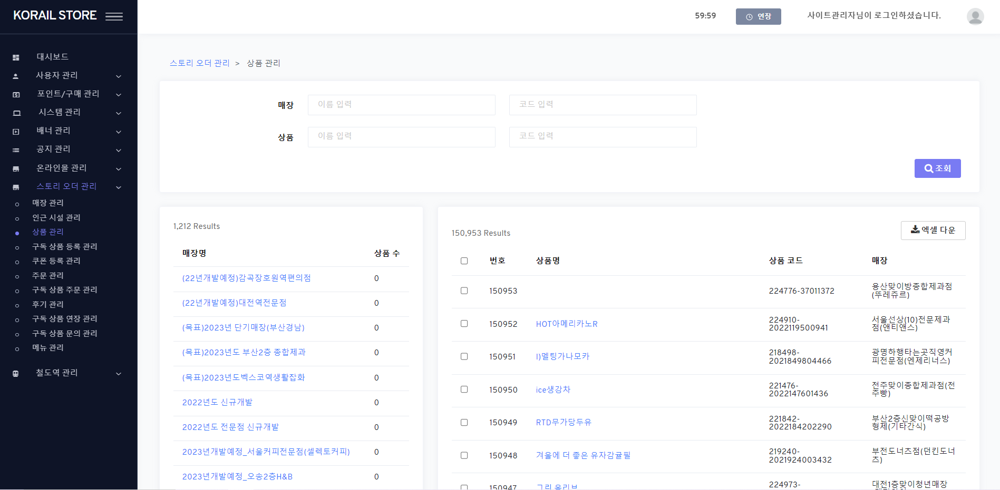 KORAIL STORE
59:59
연장
사이트관리자님이 로그인하셨습니다.
대시보드
사용자 관리
포인트/구매 관리
시스템 관리
배너 관리
공지 관리
온라인몰 관리
스토리 오더 관리
매장 관리
인근 시설 관리
상품 관리
구독 상품 등록 관리
쿠폰 등록 관리
주문 관리
구독 상품 주문 관리
후기 관리
구독 상품 연장 관리
구독 상품 문의 관리
메뉴 관리
철도역 관리
스토리 오더 관리 > 상품 관리
매장 이름 입력 코드 입력
상품 이름 입력 코드 입력
조회
1,212 Results
매장명 상품 수
(22년개발예정)감곡장호원역편의점 0
(22년개발예정)대전역전문점 0
(목표)2023년 단기매장(부산경남) 0
(목표)2023년도 부산2층 종합제과 0
(목표)2023년도벡스코역생활잡화 0
2022년도 신규개발 0
2022년도 전문점 신규개발 0
2023년개발예정_서울커피전문점(셀렉토커피) 0
2023년개발예정_오송2층H&B 0
150,953 Results
엑셀 다운
번호 상품명 상품 코드 매장
150953 224776-37011372 용산맞이방종합제과점
(뚜레쥬르)
150952 HOT아메리카노R 224910- 서울선상(10)전문제과
2022119500941 점(앤티앤스)
150951 I)멜팅가나모카 218498- 광명하행타는곳직영커
2021849804466 피전문점(엔제리너스)
150950 ice생강차 221476- 전주맞이종합제과점(전
2022147601436 주빵)
150949 RTD무가당두유 221842- 부산2층신맞이떡공방
2022184202290 형제(기타간식)
150948 겨울에 더 좋은 유자감귤필 219240- 부전도너츠점(던킨도너
2021924003432 츠)
150947 그린 올리브 224973- 대전1층맞이청년매장